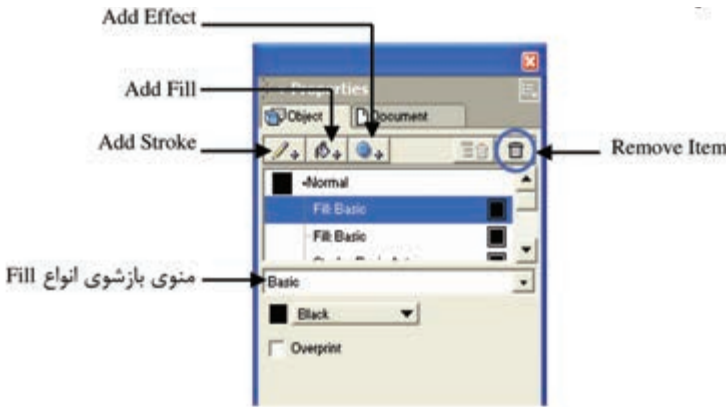 Add Effect
Add Fill
Properties
Object Document
Add Stroke
Remove Item
Normal
Fill: Basic
Fill: Basic
منوی بازشوی انواع Fill
Basic
Black
Overprint